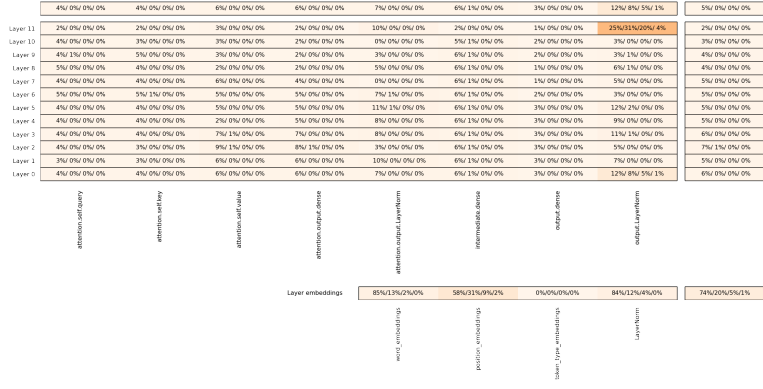 4%/ 0%/ 0%/ 0% 4%/ 0%/ 0%/ 0% 6%/ 0%/ 0%/ 0% 6%/ 0%/ 0%/ 0% 7%/ 0%/ 0%/ 0% 6%/ 1%/ 0%/ 0% 3%/ 0%/ 0%/ 0% 12%/ 8%/ 5%/ 1% 5%/ 0%/ 0%/ 0%
Layer 11 2%/ 0%/ 0%/ 0% 2%/ 0%/ 0%/ 0% 3%/ 0%/ 0%/ 0% 2%/ 0%/ 0%/ 0% 10%/ 0%/ 0%/ 0% 2%/ 0%/ 0%/ 0% 1%/ 0%/ 0%/ 0% 25%/31%/20%/ 4% 2%/ 0%/ 0%/ 0%
Layer 10 4%/ 0%/ 0%/ 0% 3%/ 0%/ 0%/ 0% 3%/ 0%/ 0%/ 0% 2%/ 0%/ 0%/ 0% 0%/ 0%/ 0%/ 0% 5%/ 1%/ 0%/ 0% 2%/ 0%/ 0%/ 0% 3%/ 0%/ 0%/ 0% 3%/ 0%/ 0%/ 0%
Layer 9 4%/ 1%/ 0%/ 0% 5%/ 0%/ 0%/ 0% 3%/ 0%/ 0%/ 0% 2%/ 0%/ 0%/ 0% 3%/ 0%/ 0%/ 0% 6%/ 1%/ 0%/ 0% 2%/ 0%/ 0%/ 0% 3%/ 1%/ 0%/ 0% 4%/ 0%/ 0%/ 0%
Layer 8 5%/ 0%/ 0%/ 0% 4%/ 0%/ 0%/ 0% 2%/ 0%/ 0%/ 0% 2%/ 0%/ 0%/ 0% 5%/ 0%/ 0%/ 0% 6%/ 1%/ 0%/ 0% 2%/ 0%/ 0%/ 0% 6%/ 1%/ 0%/ 0% 4%/ 0%/ 0%/ 0%
Layer 7 4%/ 0%/ 0%/ 0% 4%/ 0%/ 0%/ 0% 6%/ 0%/ 0%/ 0% 4%/ 0%/ 0%/ 0% 0%/ 0%/ 0%/ 0% 6%/ 1%/ 0%/ 0% 1%/ 0%/ 0%/ 0% 5%/ 0%/ 0%/ 0% 5%/ 0%/ 0%/ 0%
Layer 6 5%/ 0%/ 0%/ 0% 5%/ 1%/ 0%/ 0% 5%/ 0%/ 0%/ 0% 5%/ 0%/ 0%/ 0% 7%/ 1%/ 0%/ 0% 6%/ 1%/ 0%/ 0% 2%/ 0%/ 0%/ 0% 3%/ 0%/ 0%/ 0% 5%/ 0%/ 0%/ 0%
Layer 5 4%/ 0%/ 0%/ 0% 4%/ 0%/ 0%/ 0% 5%/ 0%/ 0%/ 0% 5%/ 0%/ 0%/ 0% 11%/ 1%/ 0%/ 0% 6%/ 1%/ 0%/ 0% 3%/ 0%/ 0%/ 0% 12%/ 2%/ 0%/ 0% 5%/ 0%/ 0%/ 0%
Layer 4 4%/ 0%/ 0%/ 0% 4%/ 0%/ 0%/ 0% 2%/ 0%/ 0%/ 0% 5%/ 0%/ 0%/ 0% 8%/ 0%/ 0%/ 0% 6%/ 1%/ 0%/ 0% 3%/ 0%/ 0%/ 0% 9%/ 0%/ 0%/ 0% 5%/ 0%/ 0%/ 0%
Layer 3 4%/ 0%/ 0%/ 0% 4%/ 0%/ 0%/ 0% 7%/ 1%/ 0%/ 0% 7%/ 0%/ 0%/ 0% 8%/ 0%/ 0%/ 0% 6%/ 1%/ 0%/ 0% 3%/ 0%/ 0%/ 0% 11%/ 1%/ 0%/ 0% 6%/ 0%/ 0%/ 0%
Layer 2 4%/ 0%/ 0%/ 0% 3%/ 0%/ 0%/ 0% 9%/ 1%/ 0%/ 0% 8%/ 1%/ 0%/ 0% 3%/ 0%/ 0%/ 0% 6%/ 1%/ 0%/ 0% 3%/ 0%/ 0%/ 0% 5%/ 0%/ 0%/ 0% 7%/ 1%/ 0%/ 0%
Layer 1 3%/ 0%/ 0%/ 0% 3%/ 0%/ 0%/ 0% 6%/ 0%/ 0%/ 0% 6%/ 0%/ 0%/ 0% 10%/ 0%/ 0%/ 0% 6%/ 1%/ 0%/ 0% 3%/ 0%/ 0%/ 0% 7%/ 0%/ 0%/ 0% 5%/ 0%/ 0%/ 0%
Layer 0 4%/ 0%/ 0%/ 0% 4%/ 0%/ 0%/ 0% 6%/ 0%/ 0%/ 0% 6%/ 0%/ 0%/ 0% 7%/ 0%/ 0%/ 0% 6%/ 1%/ 0%/ 0% 3%/ 0%/ 0%/ 0% 12%/ 8%/ 5%/ 1% 6%/ 0%/ 0%/ 0%
attention.self.query
attention.self.key
attention.self.value
attention.output.dense
attention.output.LayerNorm
intermediate.dense
output.dense
output.LayerNorm
Layer embeddings 85%/13%/2%/0% 58%/31%/9%/2% 0%/0%/0%/0% 84%/12%/4%/0% 74%/20%/5%/1%
word_embeddings
position_embeddings
token_type_embeddings
LayerNorm